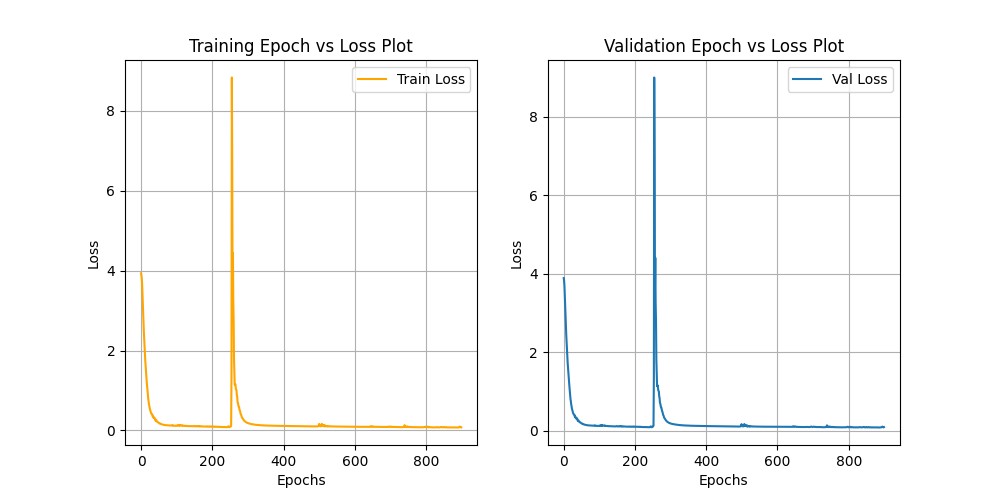 Training Epoch vs Loss Plot
Train Loss
8
6
4
2
0
Loss
0 200 400 600 800
Epochs
Validation Epoch vs Loss Plot
Val Loss
8
6
4
2
0
Loss
0 200 400 600 800
Epochs